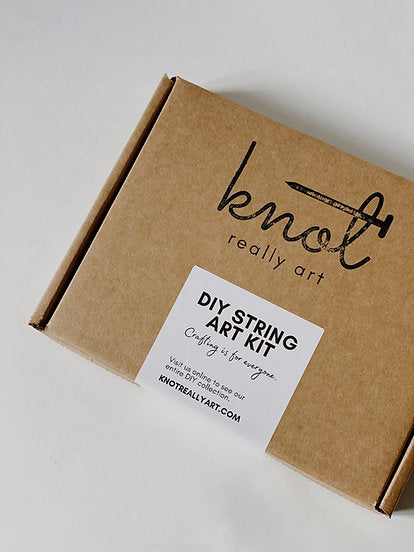 knot
really art
DIY STRING
ART KIT
Crafting is for everyone.
Visit us online to see our
entire DIY collection.
KNOTREALLYART.COM